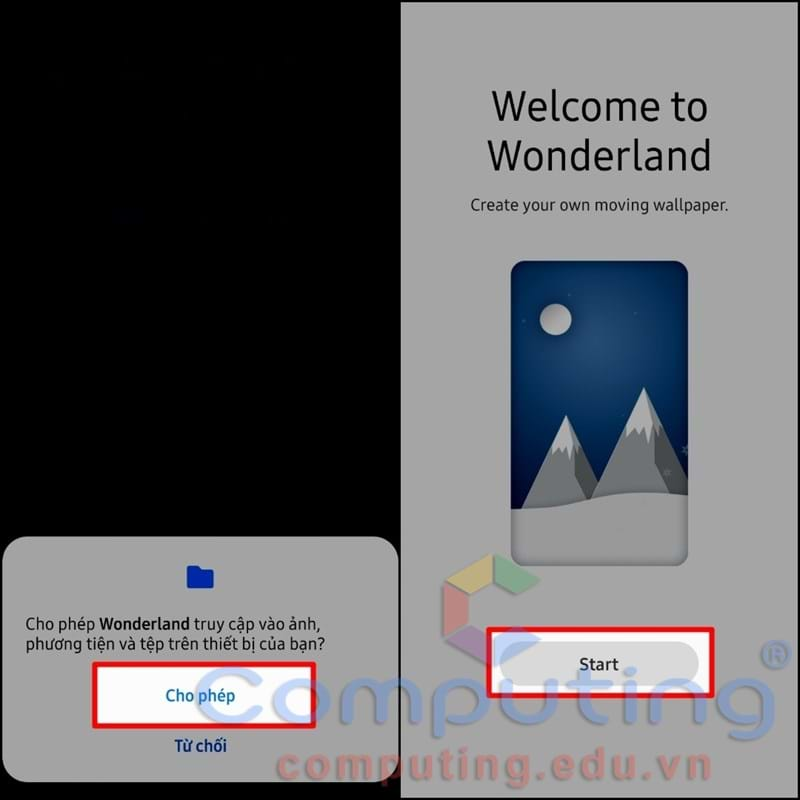 Cho phép Wonderland truy cập vào ảnh,
phương tiện và tệp trên thiết bị của bạn?
Cho phép
Từ chối
Welcome to
Wonderland
Create your own moving wallpaper.
Start
Computing®
computing.edu.vn